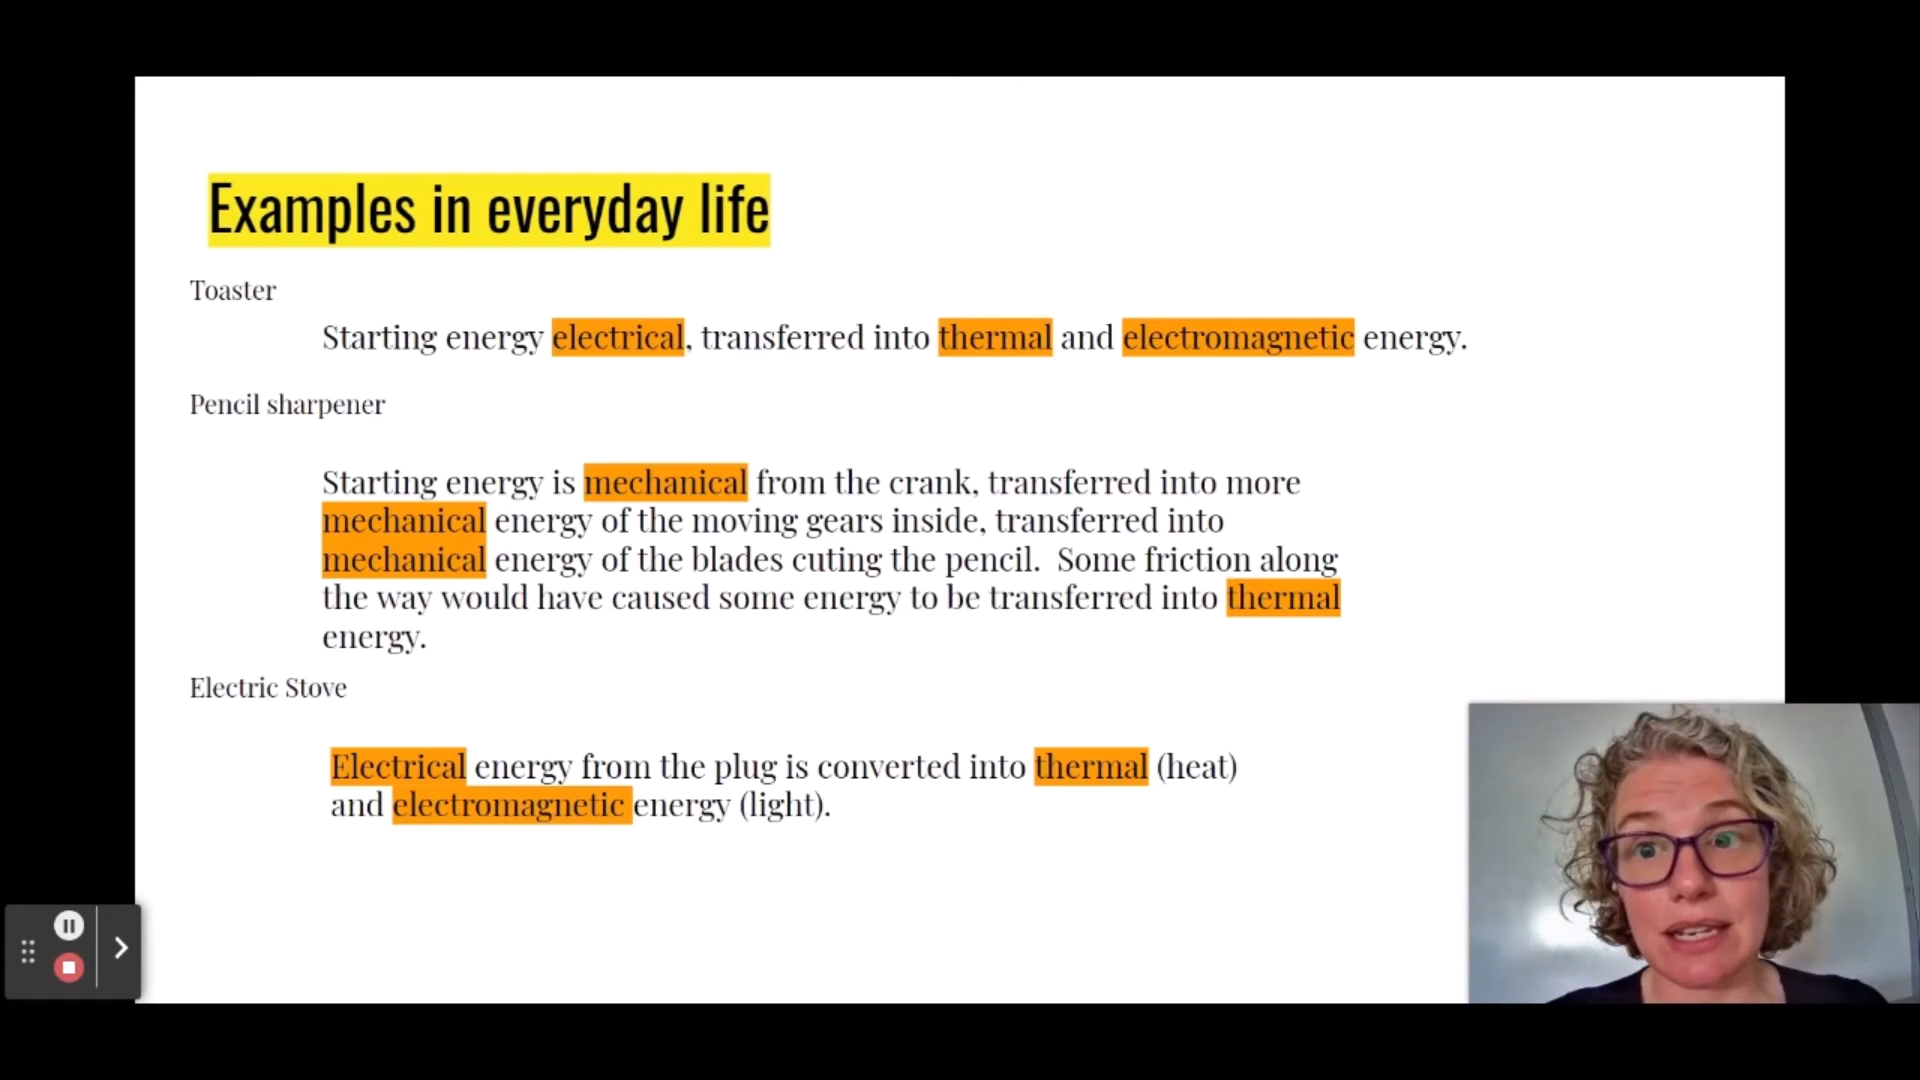 Examples in everyday life
Toaster
Starting energy electrical, transferred into thermal and electromagnetic energy.
Pencil sharpener
Starting energy is mechanical from the crank, transferred into more
mechanical energy of the moving gears inside, transferred into
mechanical energy of the blades cuting the pencil.  Some friction along
the way would have caused some energy to be transferred into thermal
energy.
Electric Stove
Electrical energy from the plug is converted into thermal (heat)
and electromagnetic energy (light).